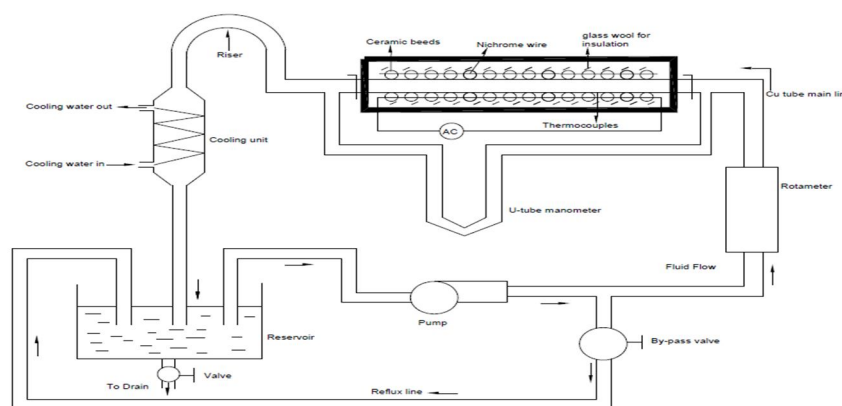 Ceramic beeds
Nichrome wire
glass wool for
insulation
Riser
Cu tube main lin
Cooling water out
Thermocouples
AC
Cooling unit
Cooling water in
Rotameter
U-tube manometer
Fluid Flow
Pump
Reservoir
By-pass valve
Valve
To Drain
Reflux line